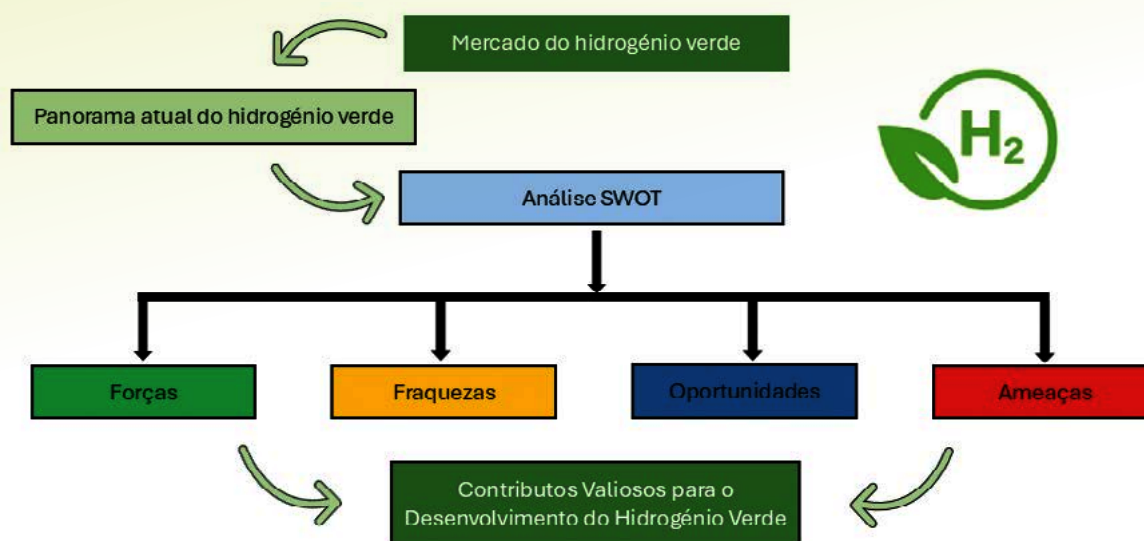 Mercado do hidrogénio verde
Panorama atual do hidrogénio verde
H₂
Análise SWOT
Forças
Fraquezas
Oportunidades
Ameaças
Contributos Valiosos para o
Desenvolvimento do Hidrogénio Verde